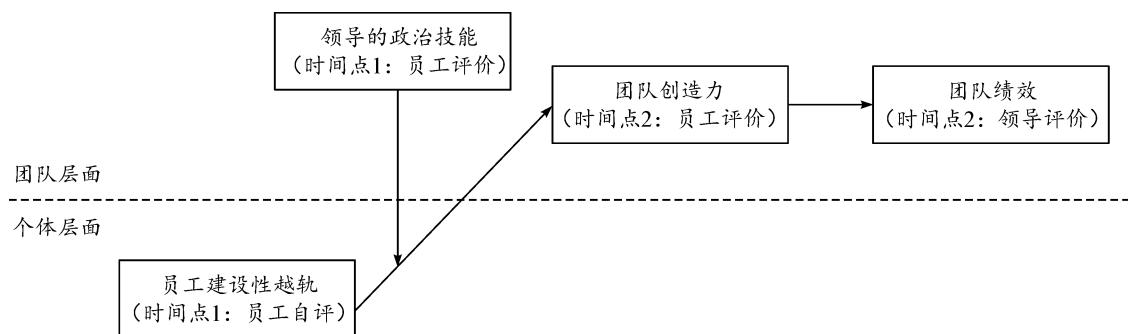 领导的政治技能
（时间点1：员工评价）
团队创造力
（时间点2：员工评价）
团队绩效
（时间点2：领导评价）
团队层面
个体层面
员工建设性越轨
（时间点1：员工自评）